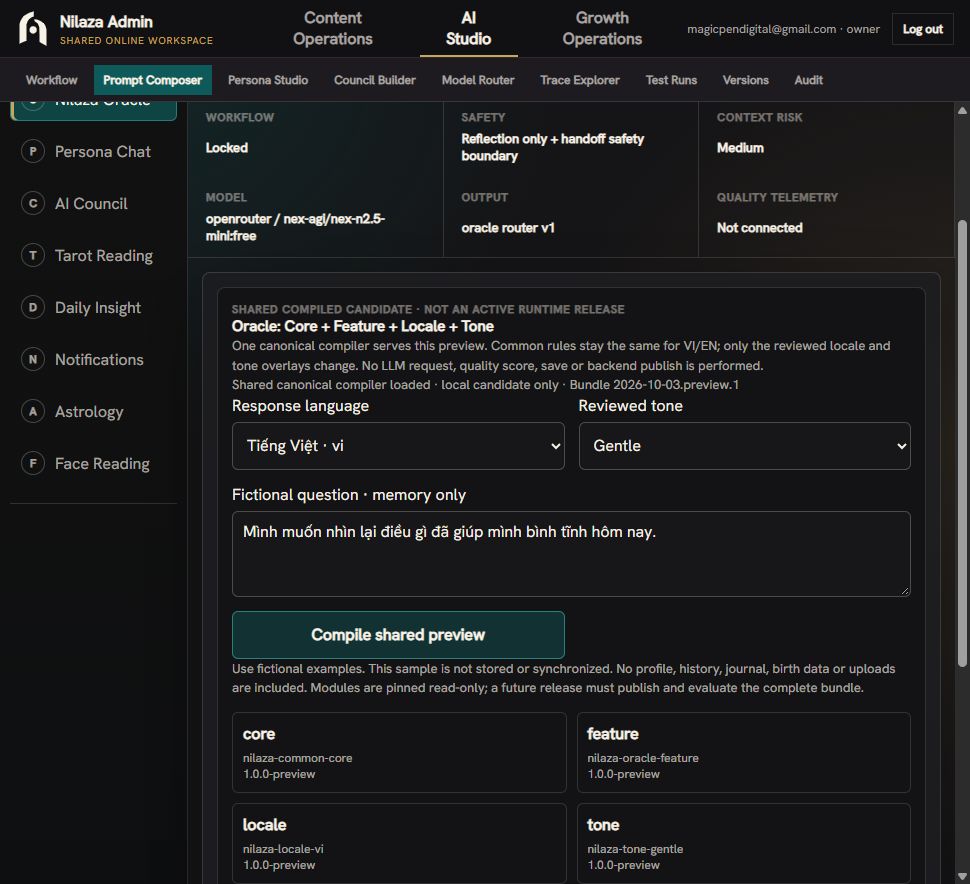 Nilaza Admin
SHARED ONLINE WORKSPACE
Content
Operations
AI
Studio
Growth
Operations
magicpendigital@gmail.com · owner
Log out
Workflow
Prompt Composer
Persona Studio
Council Builder
Model Router
Trace Explorer
Test Runs
Versions
Audit
Nilaza Oracle
P Persona Chat
C AI Council
T Tarot Reading
D Daily Insight
N Notifications
A Astrology
F Face Reading
WORKFLOW
Locked
SAFETY
Reflection only + handoff safety
boundary
CONTEXT RISK
Medium
MODEL
openrouter / nex-agi/nex-n2.5-
mini:free
OUTPUT
oracle router v1
QUALITY TELEMETRY
Not connected
SHARED COMPILED CANDIDATE · NOT AN ACTIVE RUNTIME RELEASE
Oracle: Core + Feature + Locale + Tone
One canonical compiler serves this preview. Common rules stay the same for VI/EN; only the reviewed locale and
tone overlays change. No LLM request, quality score, save or backend publish is performed.
Shared canonical compiler loaded · local candidate only · Bundle 2026-10-03.preview.1
Response language
Reviewed tone
Tiếng Việt · vi
Gentle
Fictional question · memory only
Mình muốn nhìn lại điều gì đã giúp mình bình tĩnh hôm nay.
Compile shared preview
Use fictional examples. This sample is not stored or synchronized. No profile, history, journal, birth data or uploads
are included. Modules are pinned read-only; a future release must publish and evaluate the complete bundle.
core
nilaza-common-core
1.0.0-preview
feature
nilaza-oracle-feature
1.0.0-preview
locale
nilaza-locale-vi
1.0.0-preview
tone
nilaza-tone-gentle
1.0.0-preview